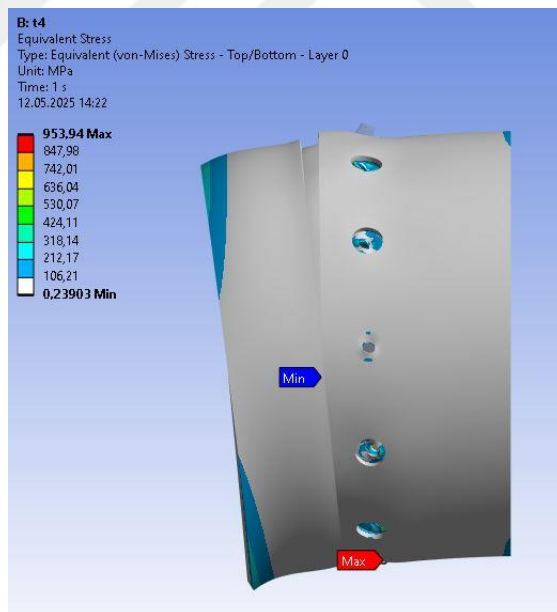 B: t4
Equivalent Stress
Type: Equivalent (von-Mises) Stress - Top/Bottom - Layer 0
Unit: MPa
Time: 1 s
12.05.2025 14:22
953,94 Max
847,98
742,01
636,04
530,07
424,11
318,14
212,17
106,21
0,23903 Min
Min
Max